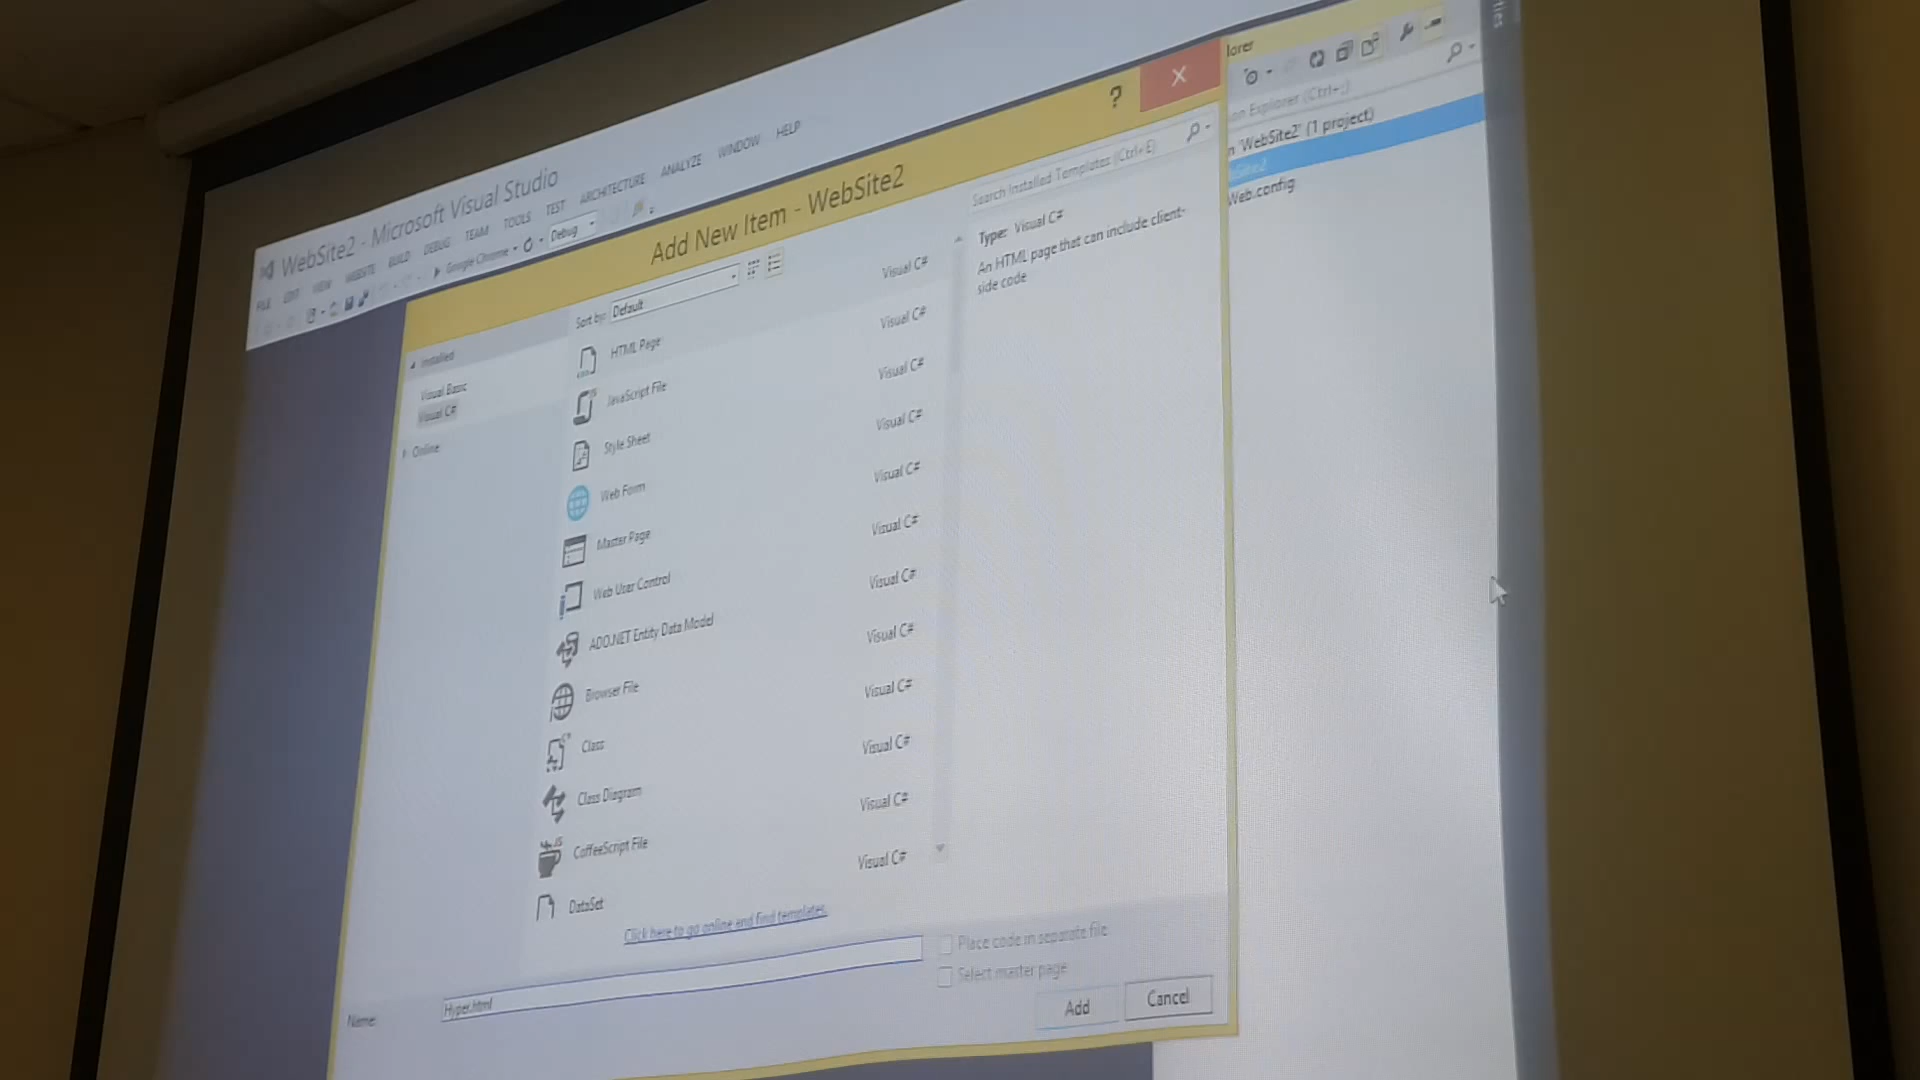 WebSite2 - Microsoft Visual Studio
FILE EDIT VIEW WEBSITE BUILD DEBUG TEAM TOOLS TEST ARCHITECTURE ANALYZE WINDOW HELP
Google Chrome Debug
Add New Item - WebSite2
?
Installed
Visual Basic
Visual C#
Online
Sort by: Default
HTML Page Visual C#
JavaScript File Visual C#
Style Sheet Visual C#
Web Form Visual C#
Master Page Visual C#
Web User Control Visual C#
ADO.NET Entity Data Model Visual C#
Browser File Visual C#
Class Visual C#
Class Diagram Visual C#
CoffeeScript File Visual C#
DataSet Visual C#
Click here to go online and find templates.
Search Installed Templates (Ctrl+E)
Type: Visual C#
An HTML page that can include client-
side code
Name: Hyper.html
Place code in separate file
Select master page
Add Cancel
lorer
on Explorer (Ctrl+;)
n 'WebSite2' (1 project)
bSite2
Web.config
ties